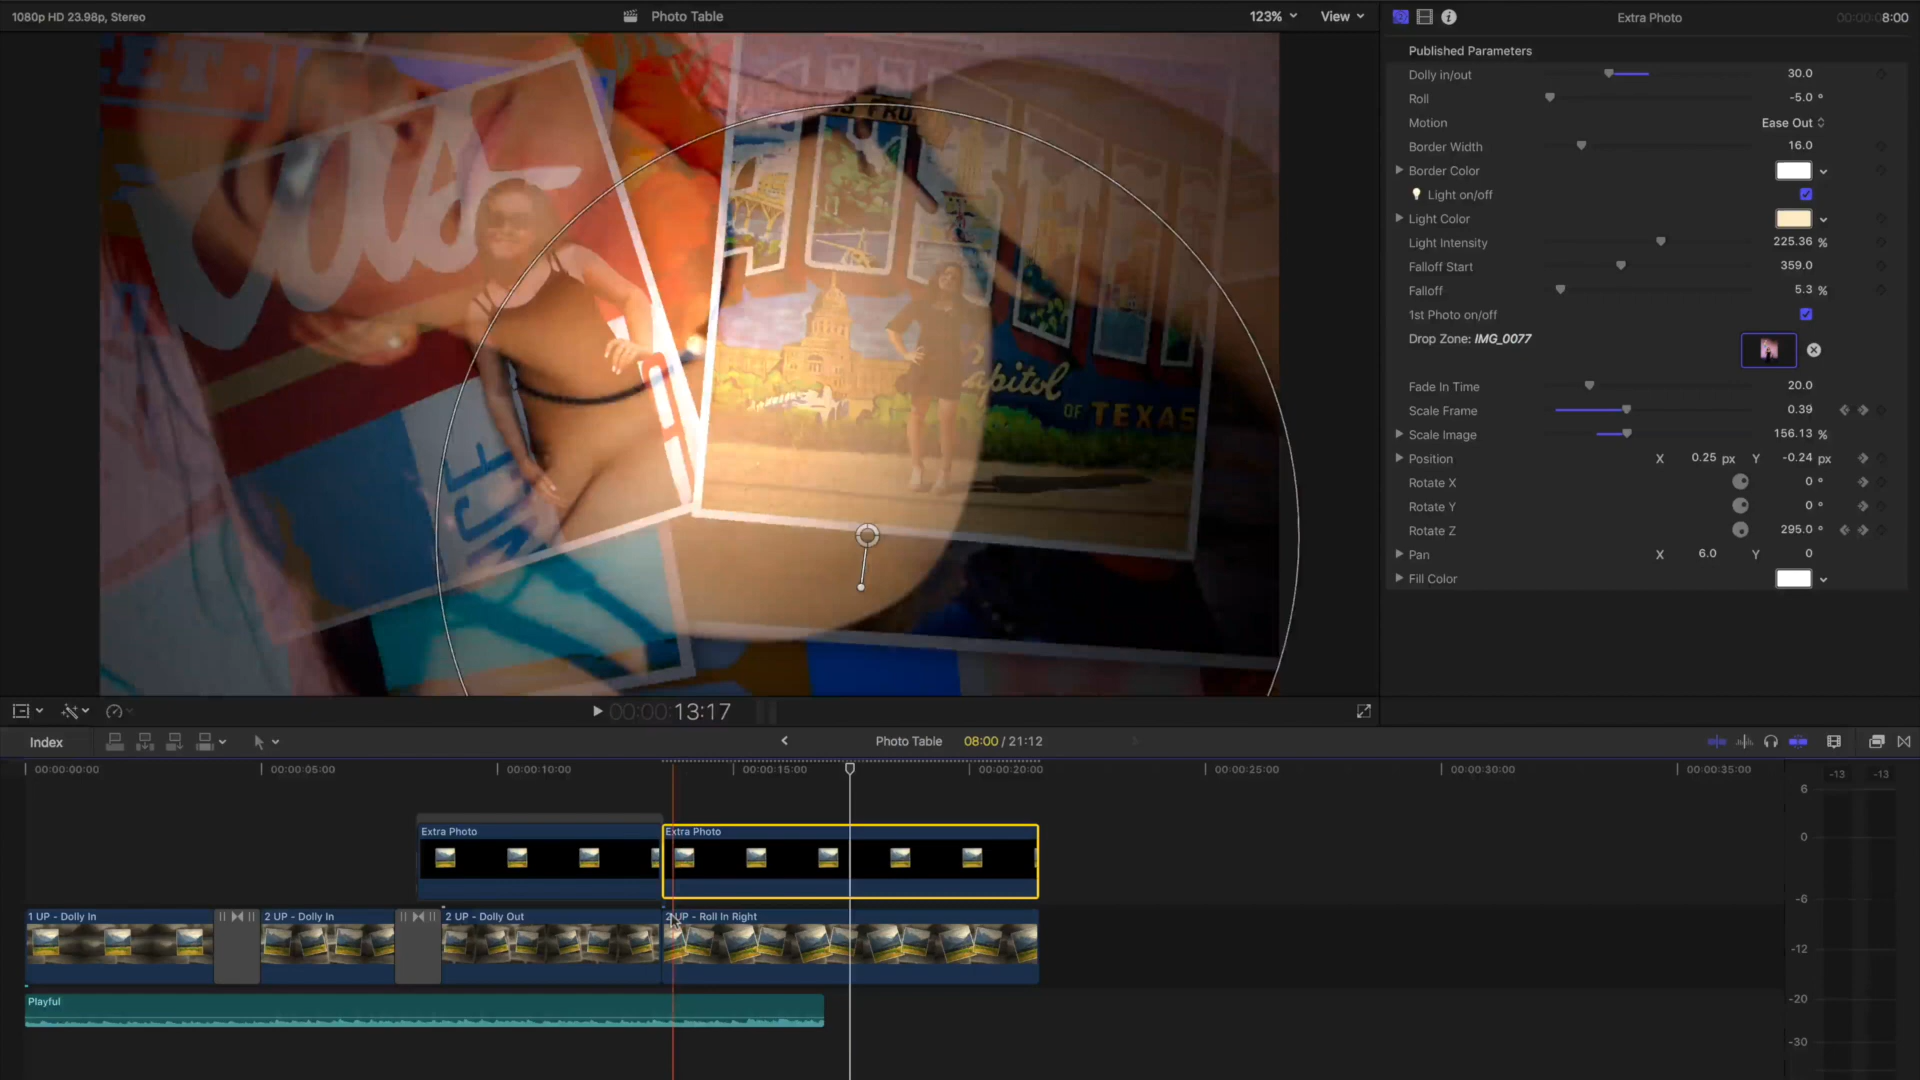 1080p HD 23.98p, Stereo
Photo Table
123%
View
Extra Photo
00:00:08:00
Published Parameters
Dolly in/out 30.0
Roll -5.0 °
Motion Ease Out
Border Width 16.0
Border Color
Light on/off
Light Color
Light Intensity 225.36 %
Falloff Start 359.0
Falloff 5.3 %
1st Photo on/off
Drop Zone: IMG_0077
Fade In Time 20.0
Scale Frame 0.39
Scale Image 156.13 %
Position X 0.25 px Y -0.24 px
Rotate X 0 °
Rotate Y 0 °
Rotate Z 295.0 °
Pan X 6.0 Y 0
Fill Color
Capitol
OF TEXAS
00:00:13:17
Index
Photo Table 08:00 / 21:12
00:00:00:00 00:00:05:00 00:00:10:00 00:00:15:00 00:00:20:00 00:00:25:00 00:00:30:00 00:00:35:00
-13 -13
6
0
-6
-12
-20
-30
Extra Photo
Extra Photo
1 UP - Dolly In
2 UP - Dolly In
2 UP - Dolly Out
2 UP - Roll In Right
Playful